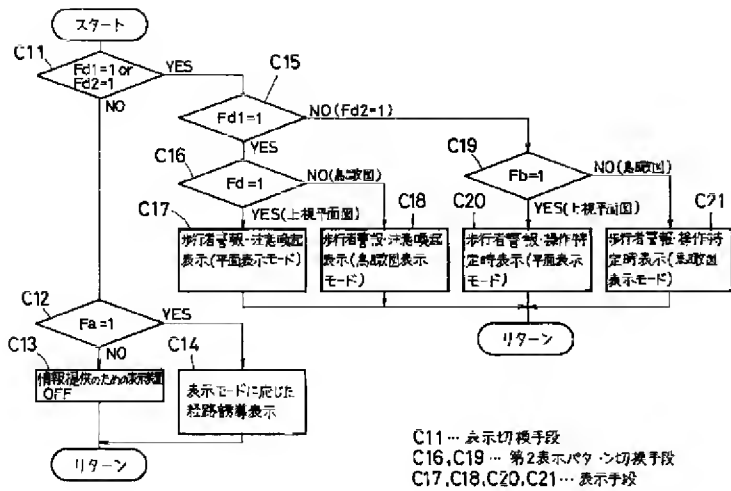 スタート
C11
Fd1=1 or
Fd2=1
YES
NO
C15
Fd1=1
NO(Fd2=1)
YES
C16
Fd=1
NO(鳥瞰図)
YES(上視平面図)
C19
Fb=1
NO(鳥瞰図)
YES(上視平面図)
C17
歩行者警報・注意喚起
表示(平面表示モード)
C18
歩行者警報・注意喚起
表示(鳥瞰図表示
モード)
C20
歩行者警報・操作特
定時表示(平面表示
モード)
C21
歩行者警報・操作特
定時表示(鳥瞰図
表示モード)
リターン
C12
Fa=1
YES
NO
C13
情報提供のための表示装置
OFF
C14
表示モードに応じた
経路誘導表示
リターン
C11…表示切換手段
C16,C19…第2表示パターン切換手段
C17,C18,C20,C21…表示手段